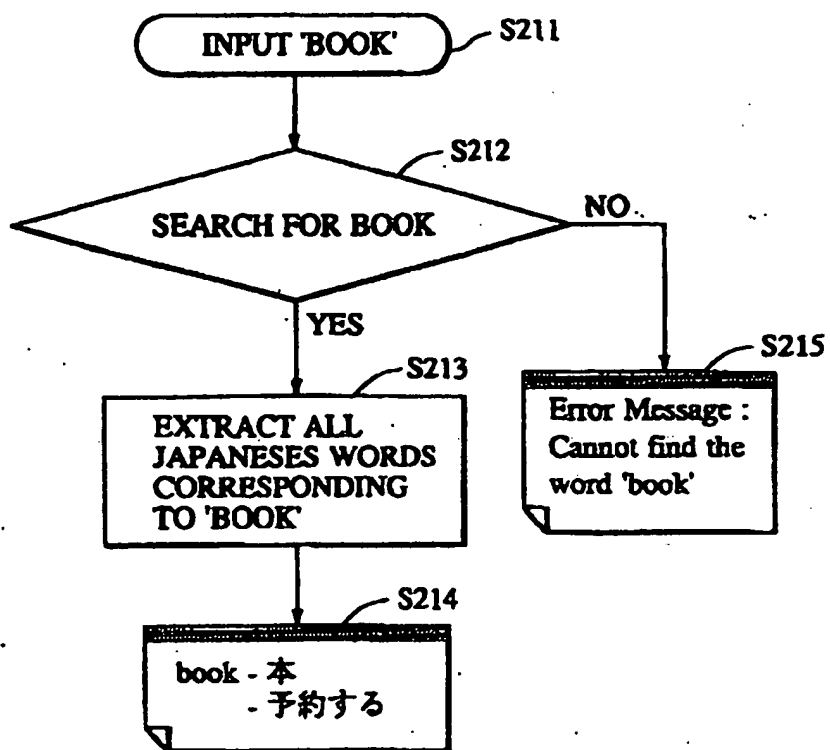 INPUT 'BOOK'
S211
S212
SEARCH FOR BOOK
NO
YES
S213
S215
EXTRACT ALL
JAPANESES WORDS
CORRESPONDING
TO 'BOOK'
Error Message :
Cannot find the
word 'book'
S214
book - 本
- 予約する